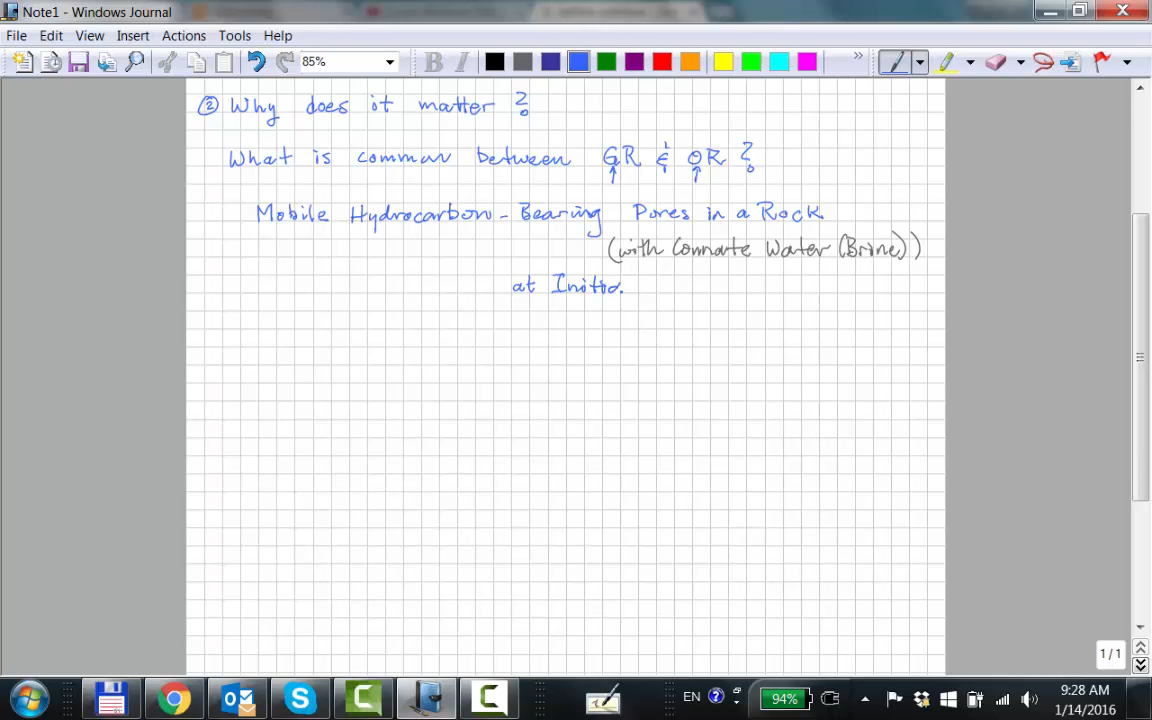 Note1 - Windows Journal
File Edit View Insert Actions Tools Help
85%
② Why does it matter ?
What is common between GR & OR ?
Mobile Hydrocarbon - Bearing Pores in a Rock
(with Connate Water (Brine))
at Initia
1 / 1
EN 94% 9:28 AM
1/14/2016